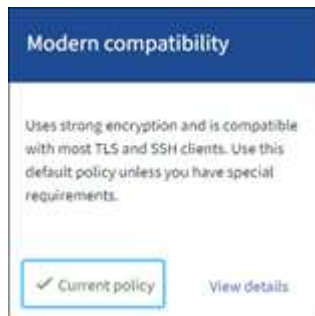 Modern compatibility
Uses strong encryption and is compatible
with most TLS and SSH clients. Use this
default policy unless you have special
requirements.
✓ Current policy
View details